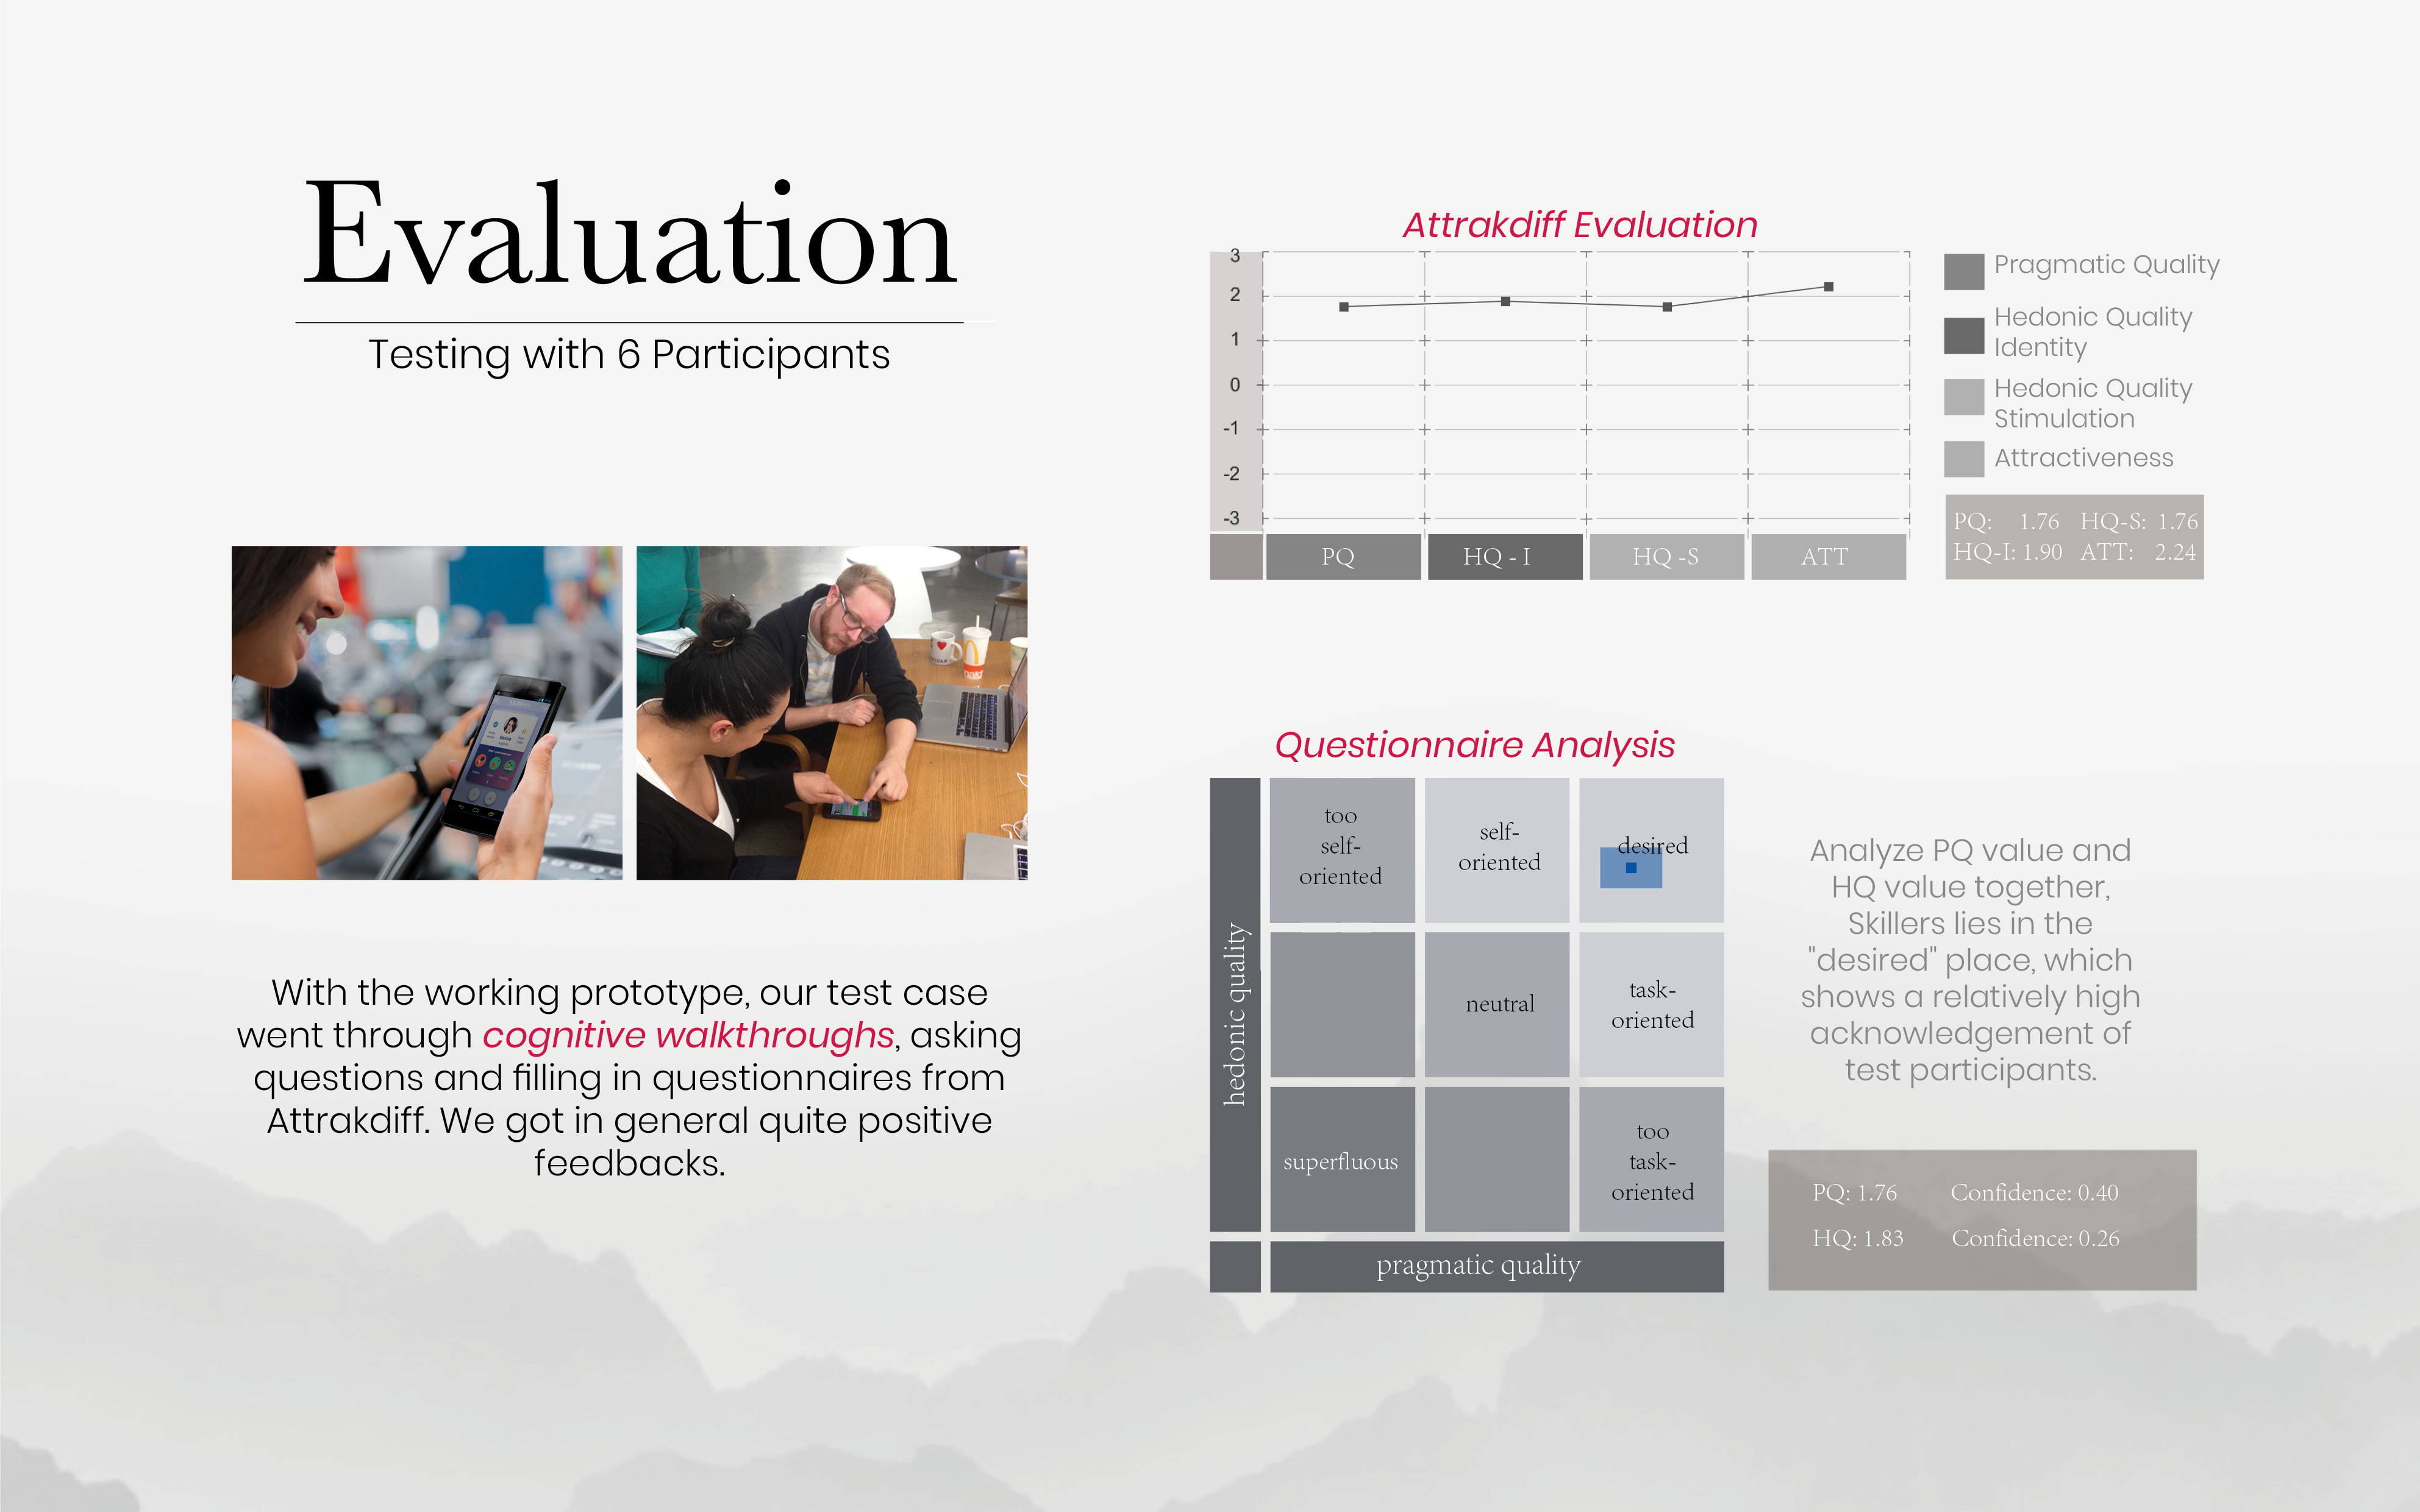 Evaluation
Testing with 6 Participants
With the working prototype, our test case
went through cognitive walkthroughs, asking
questions and filling in questionnaires from
Attrakdiff. We got in general quite positive
feedbacks.
Attrakdiff Evaluation
3
2
1
0
-1
-2
-3
PQ
HQ - I
HQ -S
ATT
Pragmatic Quality
Hedonic Quality
Identity
Hedonic Quality
Stimulation
Attractiveness
PQ: 1.76 HQ-S: 1.76
HQ-I: 1.90 ATT: 2.24
Questionnaire Analysis
hedonic quality
too
self-
oriented
self-
oriented
desired
neutral
task-
oriented
superfluous
too
task-
oriented
pragmatic quality
Analyze PQ value and
HQ value together,
Skillers lies in the
"desired" place, which
shows a relatively high
acknowledgement of
test participants.
PQ: 1.76 Confidence: 0.40
HQ: 1.83 Confidence: 0.26